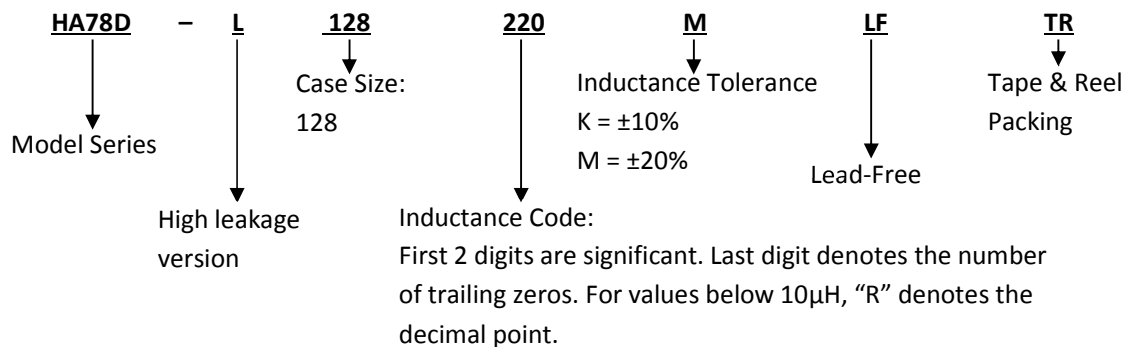 HA78D – L 128 220 M LF TR
Case Size:
128
Inductance Tolerance
K = ±10%
M = ±20%
Tape & Reel
Packing
Model Series
Lead-Free
High leakage
version
Inductance Code:
First 2 digits are significant. Last digit denotes the number
of trailing zeros. For values below 10µH, “R” denotes the
decimal point.